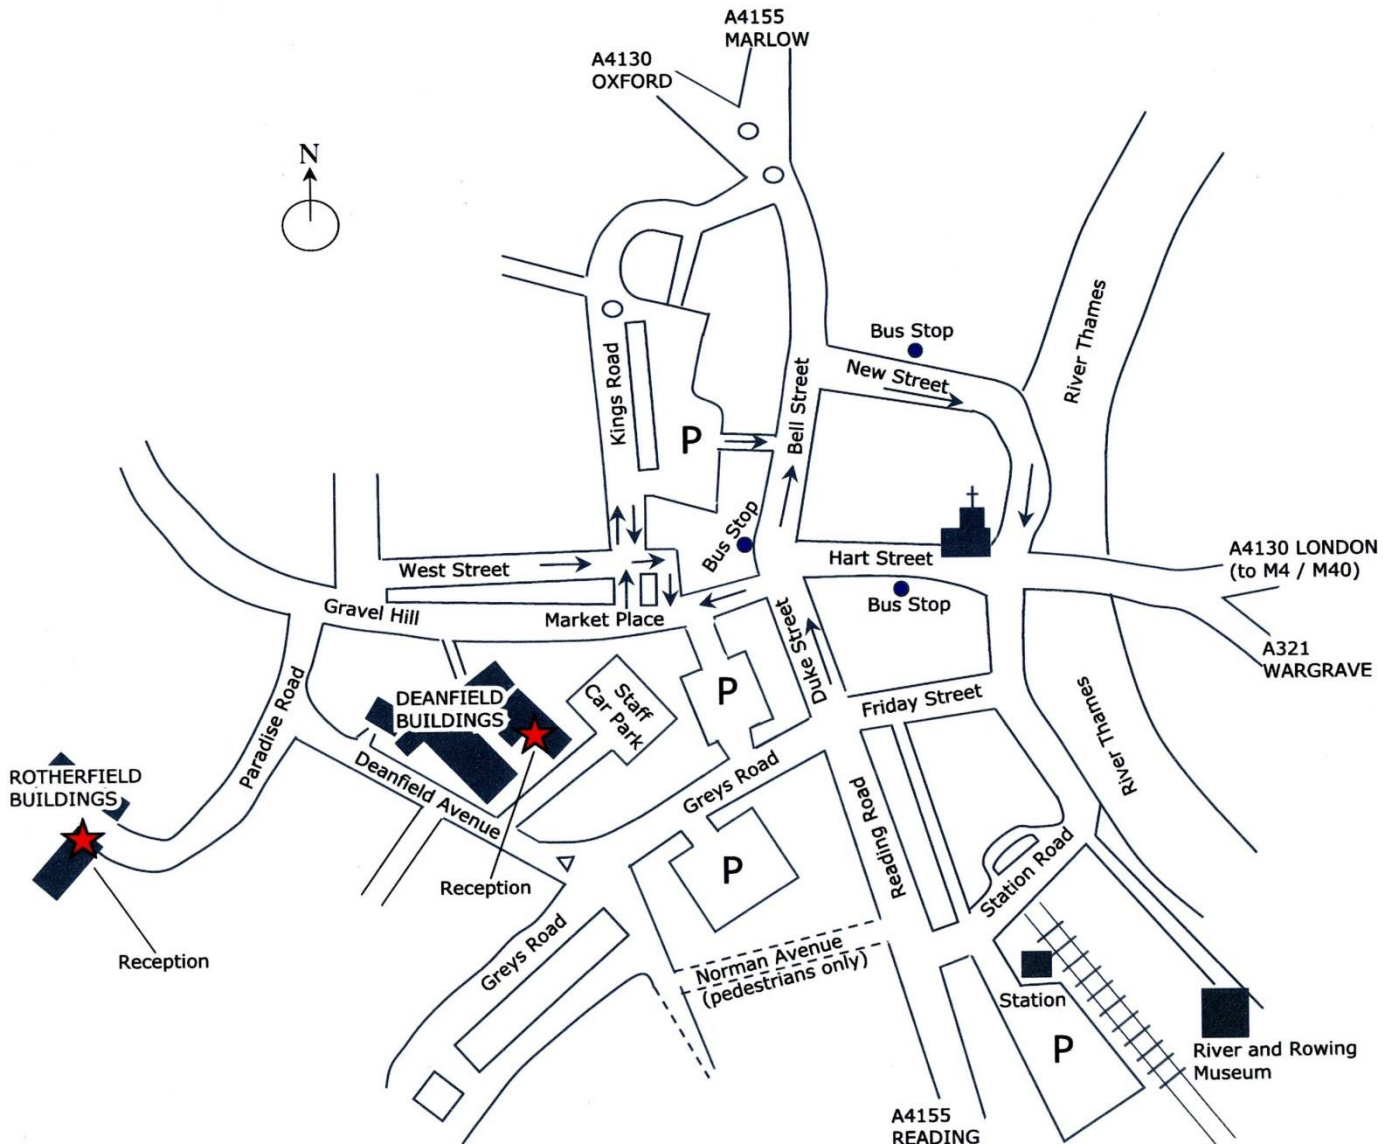 A4155
MARLOW
A4130
OXFORD
N
Bus Stop
River Thames
New Street
Kings Road
Bell Street
P
Bus Stop
Hart Street
A4130 LONDON
(to M4 / M40)
West Street
Bus Stop
Gravel Hill
Market Place
A321
WARGRAVE
Duke Street
DEANFIELD
BUILDINGS
Staff
Car Park
P
Friday Street
River Thames
Paradise Road
ROTHERFIELD
BUILDINGS
Deanfield Avenue
Greys Road
Reading Road
P
Station Road
Reception
Reception
Greys Road
Norman Avenue
(pedestrians only)
Station
P
River and Rowing
Museum
A4155
READING